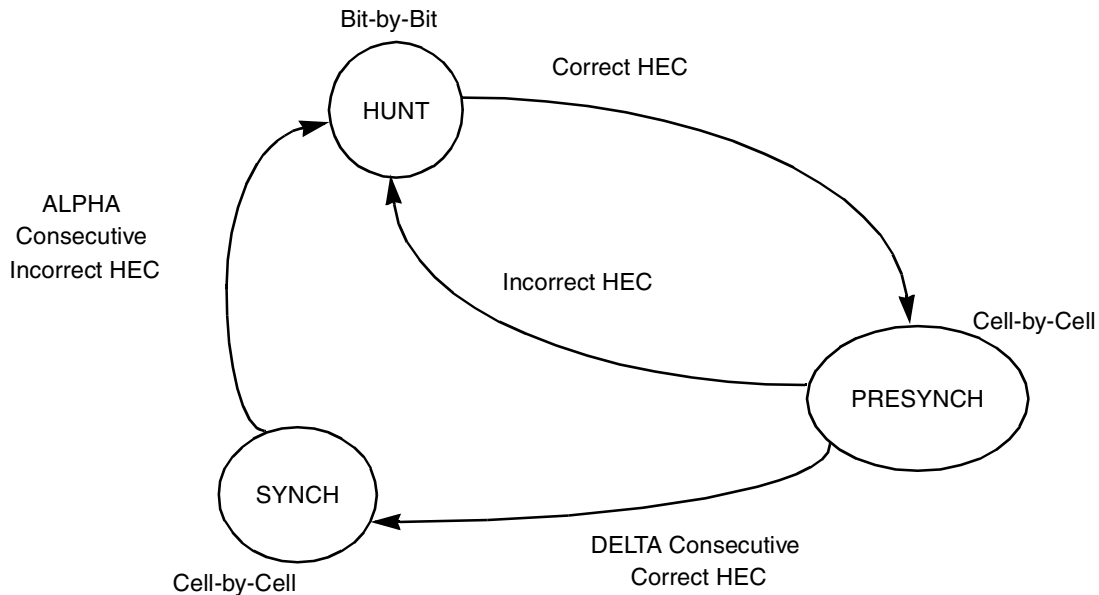 Bit-by-Bit
HUNT
Correct HEC
ALPHA
Consecutive
Incorrect HEC
Incorrect HEC
Cell-by-Cell
PRESYNCH
SYNCH
Cell-by-Cell
DELTA Consecutive
Correct HEC